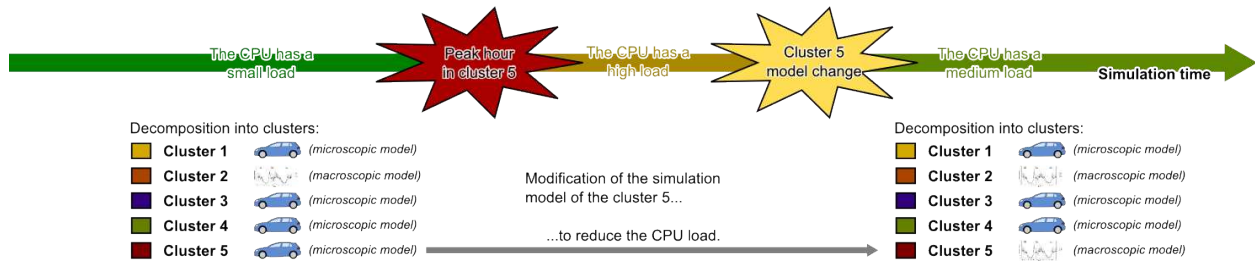 The CPU has a
small load
Peak hour
in cluster 5
The CPU has a
high load
Cluster 5
model change
The CPU has a
medium load
Simulation time
Decomposition into clusters:
Cluster 1 (microscopic model)
Cluster 2 (macroscopic model)
Cluster 3 (microscopic model)
Cluster 4 (microscopic model)
Cluster 5 (microscopic model)
Modification of the simulation
model of the cluster 5...
...to reduce the CPU load.
Decomposition into clusters:
Cluster 1 (microscopic model)
Cluster 2 (macroscopic model)
Cluster 3 (microscopic model)
Cluster 4 (microscopic model)
Cluster 5 (macroscopic model)